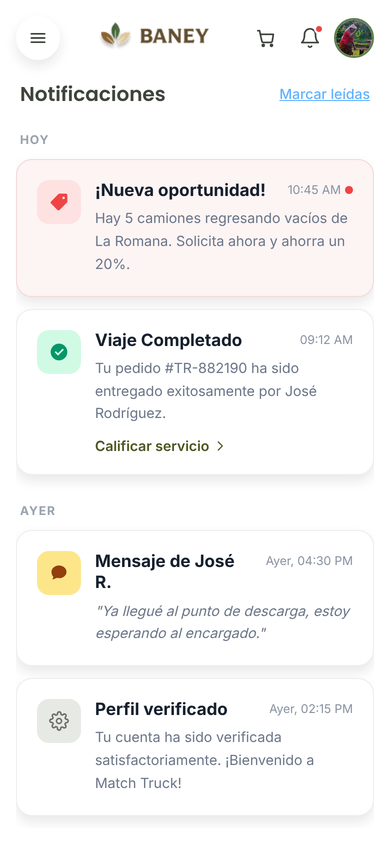 BANEY
Notificaciones
Marcar leídas
HOY
¡Nueva oportunidad!
10:45 AM
Hay 5 camiones regresando vacíos de
La Romana. Solicita ahora y ahorra un
20%.
Viaje Completado
09:12 AM
Tu pedido #TR-882190 ha sido
entregado exitosamente por José
Rodríguez.
Calificar servicio
AYER
Mensaje de José
R.
Ayer, 04:30 PM
"Ya llegué al punto de descarga, estoy
esperando al encargado."
Perfil verificado
Ayer, 02:15 PM
Tu cuenta ha sido verificada
satisfactoriamente. ¡Bienvenido a
Match Truck!